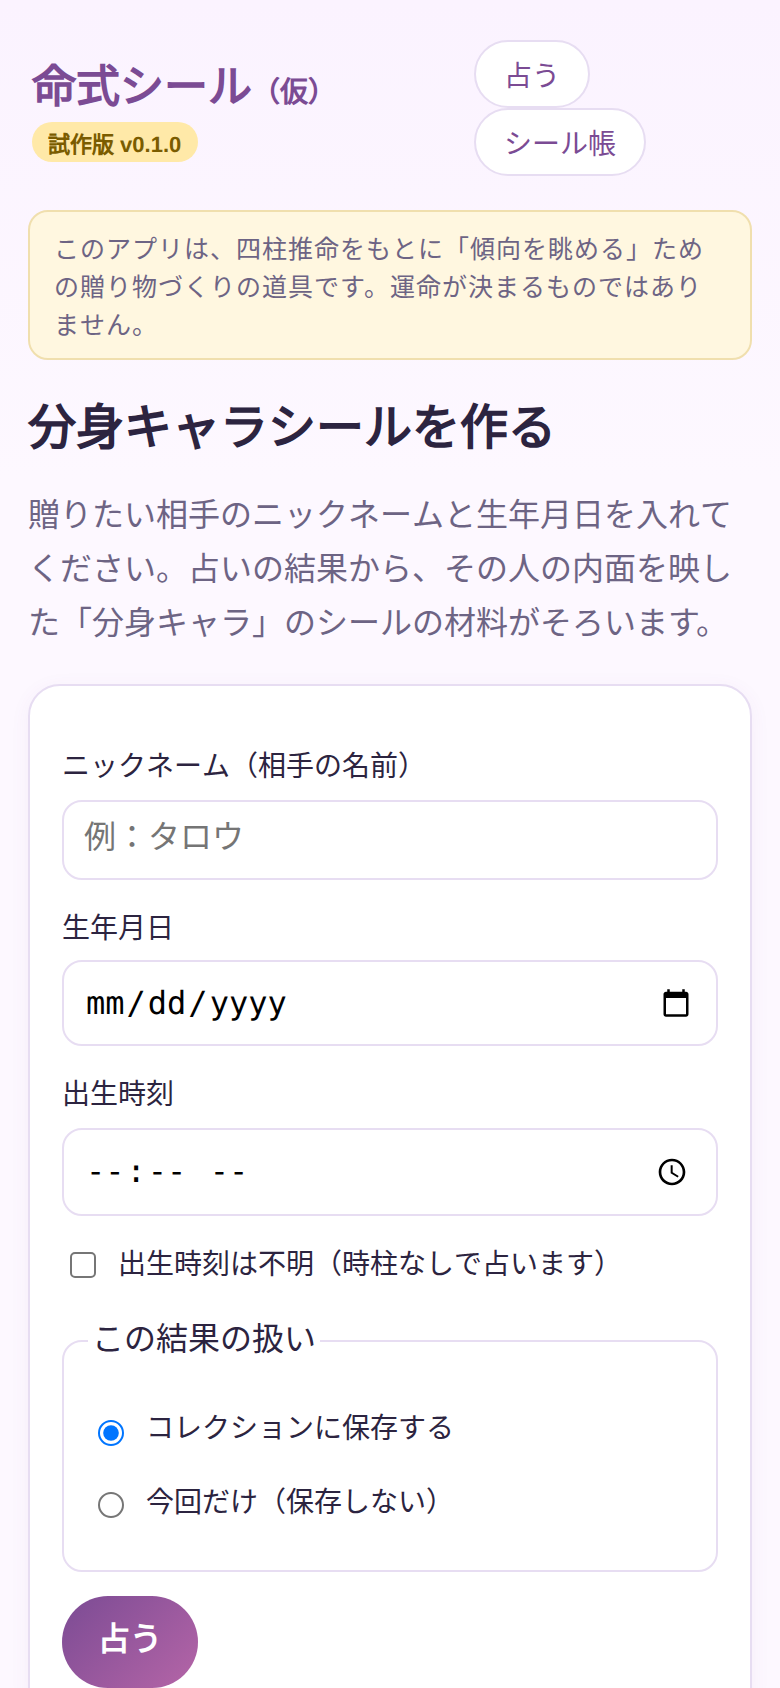 命式シール（仮）
試作版 v0.1.0
占う
シール帳
このアプリは、四柱推命をもとに「傾向を眺める」ため
の贈り物づくりの道具です。運命が決まるものではあり
ません。
分身キャラシールを作る
贈りたい相手のニックネームと生年月日を入れて
ください。占いの結果から、その人の内面を映し
た「分身キャラ」のシールの材料がそろいます。
ニックネーム（相手の名前）
例：タロウ
生年月日
mm/dd/yyyy
出生時刻
--:-- --
出生時刻は不明（時柱なしで占います）
この結果の扱い
コレクションに保存する
今回だけ（保存しない）
占う